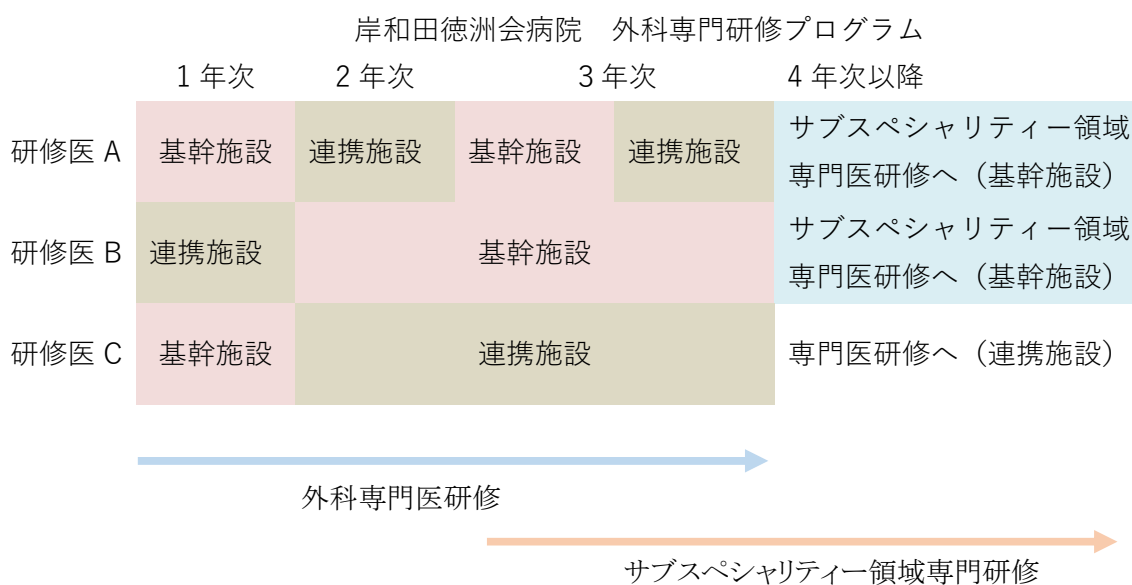 岸和田徳洲会病院　外科専門研修プログラム
1年次 2年次 3年次 4年次以降
研修医 A 基幹施設 連携施設 基幹施設 連携施設 サブスペシャリティー領域
専門医研修へ（基幹施設）
研修医 B 連携施設 基幹施設 サブスペシャリティー領域
専門医研修へ（基幹施設）
研修医 C 基幹施設 連携施設 専門医研修へ（連携施設）
外科専門医研修
サブスペシャリティー領域専門研修